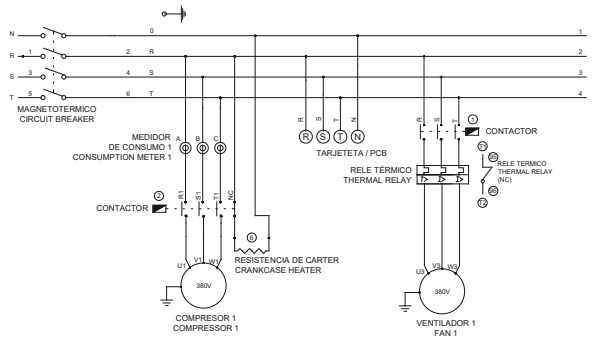 N 0 1
R 1 2 R 2
S 3 4 S 3
T 5 6 T 4
MAGNETOTERMICO
CIRCUIT BREAKER
MEDIDOR
DE CONSUMO 1
CONSUMPTION METER 1
A B C
R S T N
R S T N
TARJETETA / PCB
R S T
1
CONTACTOR
RELE TÉRMICO
THERMAL RELAY
I> I> I>
T1
95
RELE TERMICO
THERMAL RELAY
(NC)
96
T2
2
CONTACTOR
R1 S1 T1 NC
6
RESISTENCIA DE CARTER
CRANKCASE HEATER
U1 V1 W1
380V
COMPRESOR 1
COMPRESSOR 1
U3 V3 W3
380V
VENTILADOR 1
FAN 1